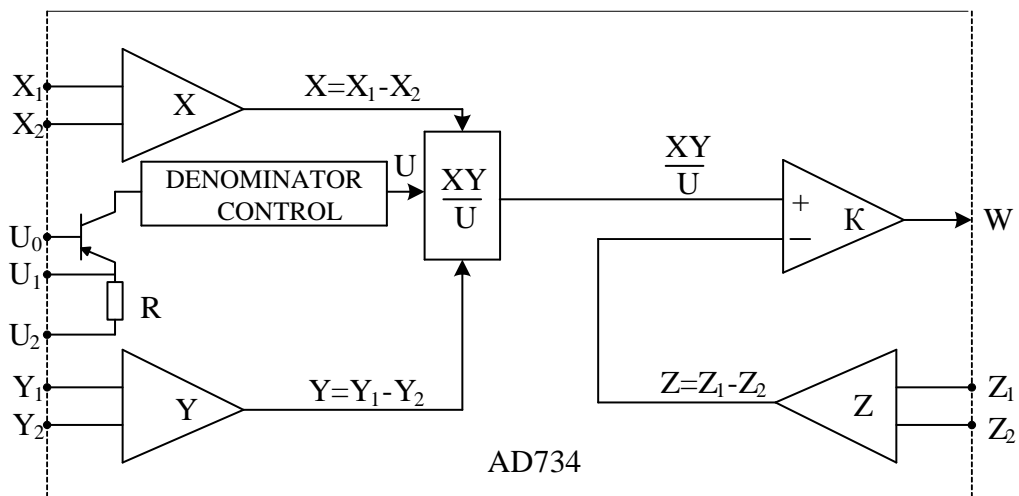 X₁
X₂
X
X=X₁-X₂
U
DENOMINATOR
CONTROL
XY
U
XY
U
+
−
К
W
U₀
U₁
U₂
R
Y₁
Y₂
Y
Y=Y₁-Y₂
Z=Z₁-Z₂
Z
Z₁
Z₂
AD734